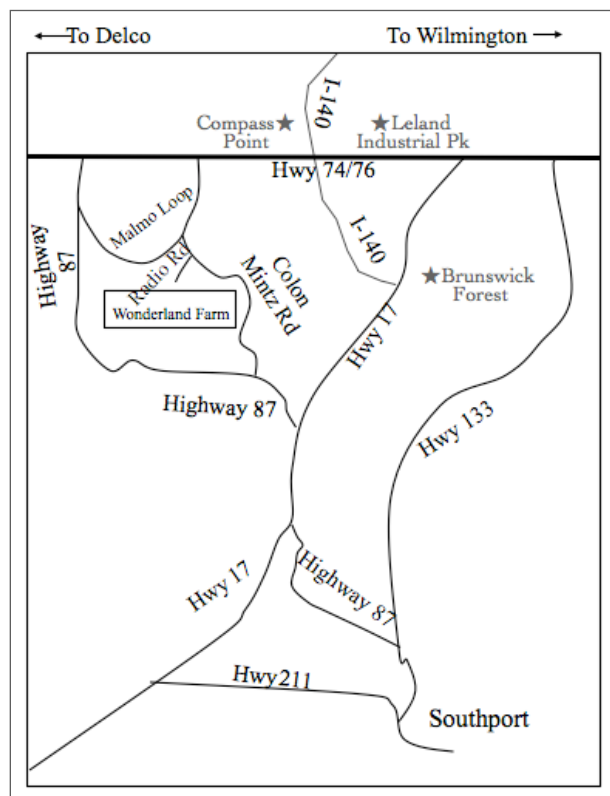 To Delco
To Wilmington
I-140
Compass
Point
Leland
Industrial Pk
Hwy 74/76
Malmo Loop
Highway
87
Radio Rd
Colon
Mintz Rd
I-140
Brunswick
Forest
Wonderland Farm
Hwy 17
Highway 87
Hwy 133
Hwy 17
Highway 87
Hwy211
Southport